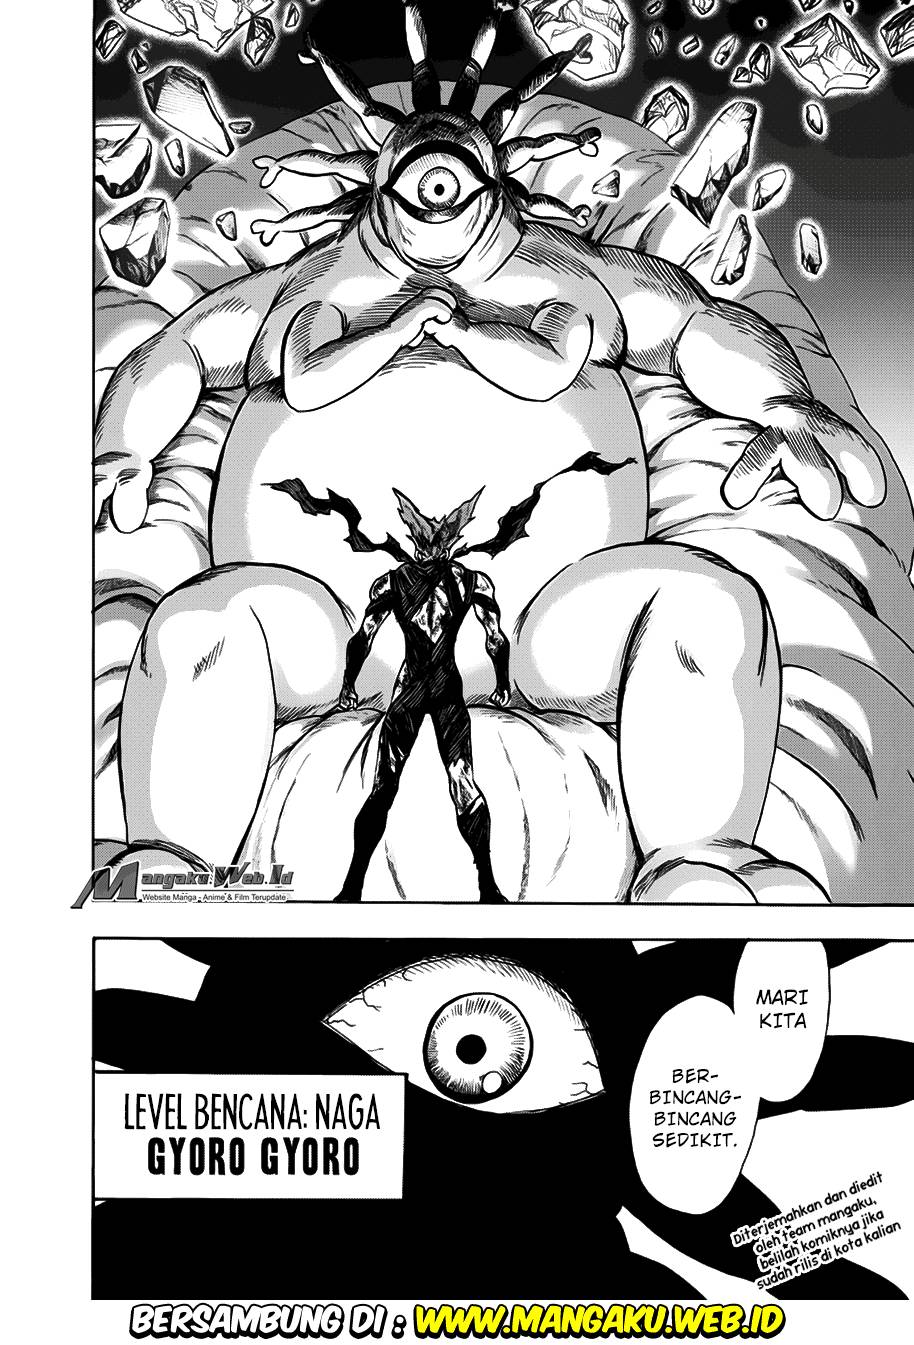 Mangaku Web.Id
Website Manga - Anime & Film Terupdate
MARI
KITA
BER-
BINCANG-
BINCANG
SEDIKIT.
LEVEL BENCANA: NAGA
GYORO GYORO
Diterjemahkan dan diedit
oleh team mangaku,
belilah komiknya jika
sudah rilis di kota kalian
BERSAMBUNG DI : WWW.MANGAKU.WEB.ID